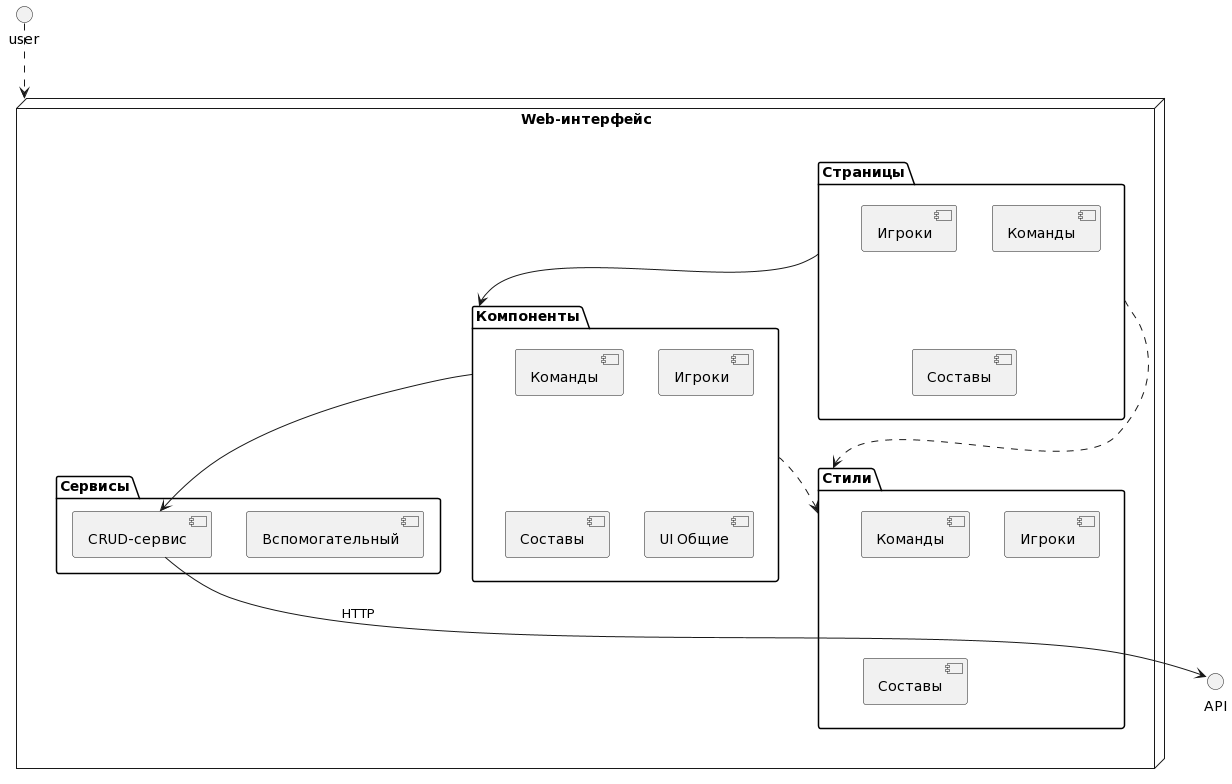 user
Web-интерфейс
Страницы
Игроки
Команды
Составы
Компоненты
Команды
Игроки
Составы
UI Общие
Сервисы
CRUD-сервис
Вспомогательный
Стили
Команды
Игроки
Составы
HTTP
API